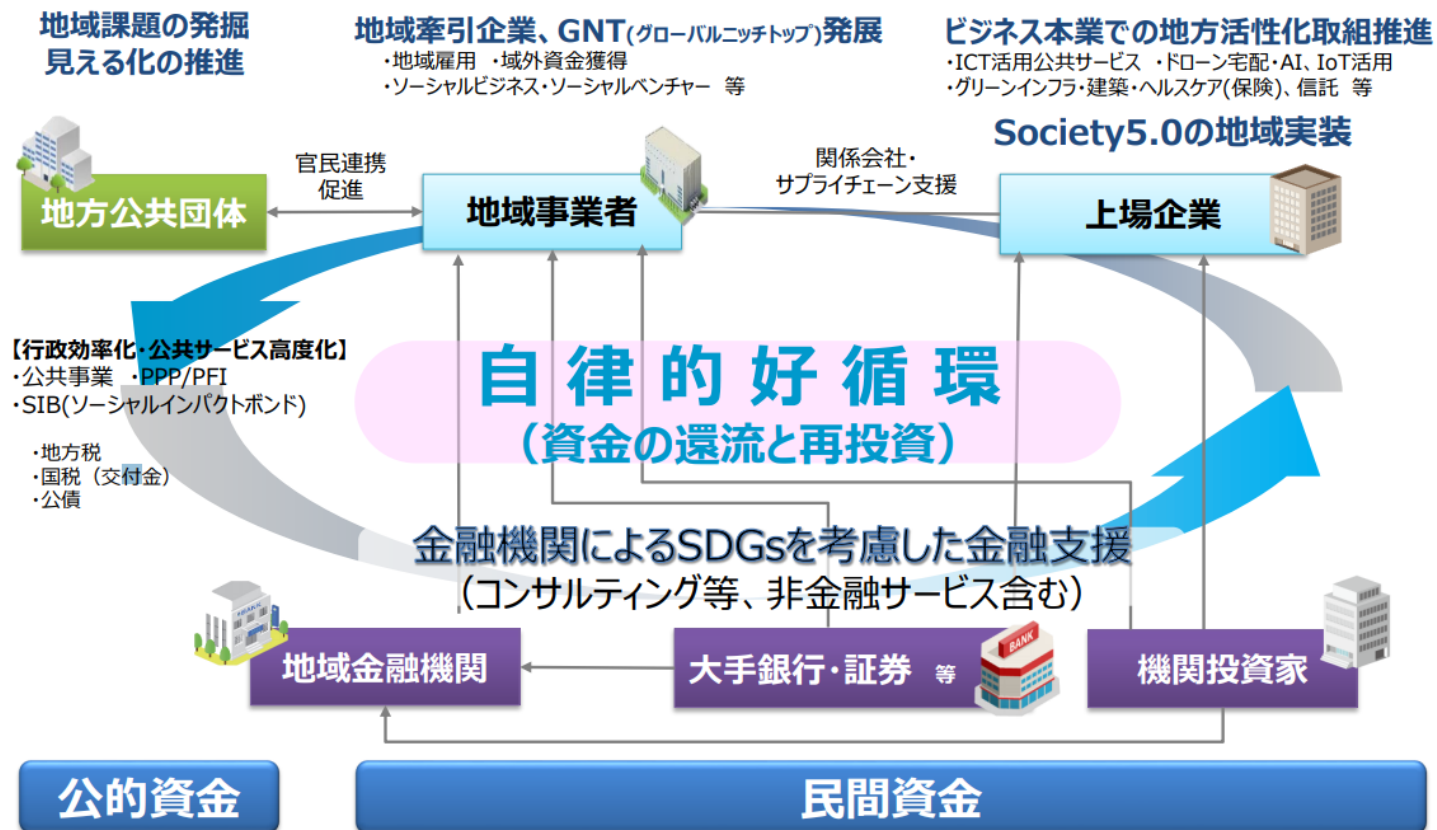 地域課題の発掘
見える化の推進
地域牽引企業、GNT(グローバルニッチトップ)発展
・地域雇用 ・域外資金獲得
・ソーシャルビジネス・ソーシャルベンチャー 等
ビジネス本業での地方活性化取組推進
・ICT活用公共サービス ・ドローン宅配・AI、IoT活用
・グリーンインフラ・建築・ヘルスケア(保険)、信託 等
Society5.0の地域実装
地方公共団体
官民連携
促進
地域事業者
関係会社・
サプライチェーン支援
上場企業
【行政効率化・公共サービス高度化】
・公共事業 ・PPP/PFI
・SIB(ソーシャルインパクトボンド)
・地方税
・国税（交付金）
・公債
自律的好循環
（資金の還流と再投資）
金融機関によるSDGsを考慮した金融支援
（コンサルティング等、非金融サービス含む）
BANK
地域金融機関
大手銀行・証券 等
BANK
機関投資家
公的資金
民間資金